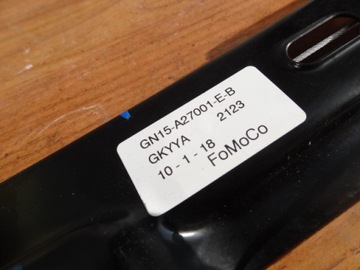 GN15-A27001-E-B
GKYYA 2123
10-1-18
FoMoCo